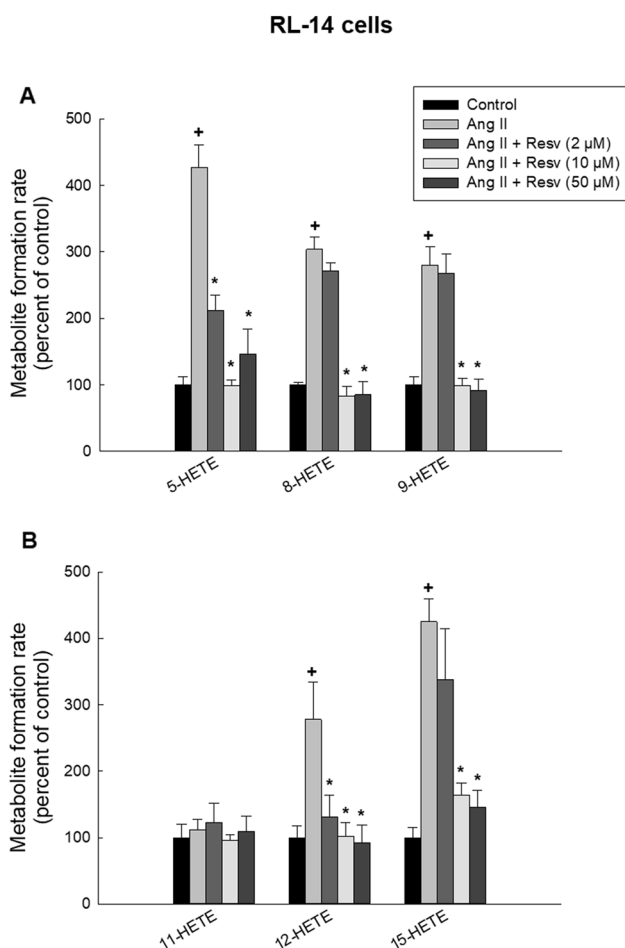 RL-14 cells
A
Control
Ang II
Ang II + Resv (2 µM)
Ang II + Resv (10 µM)
Ang II + Resv (50 µM)
Metabolite formation rate
(percent of control)
500
400
300
200
100
0
+
*
*
*
+
*
*
+
*
*
5-HETE
8-HETE
9-HETE
B
Metabolite formation rate
(percent of control)
500
400
300
200
100
0
+
*
*
*
+
*
*
11-HETE
12-HETE
15-HETE